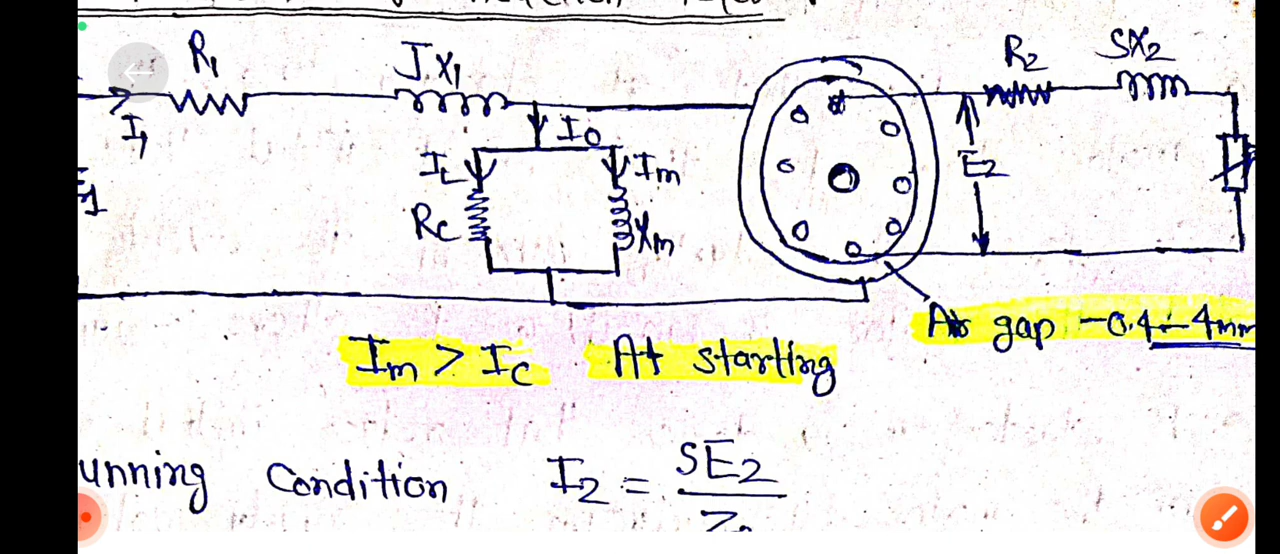 R1 JX1 R2 SX2
I1 I0
Ic Im E2
E1
Rc Xm
Air gap - 0.4 - 4mm
Im > Ic At starting
unning Condition I2 = SE2
Z2